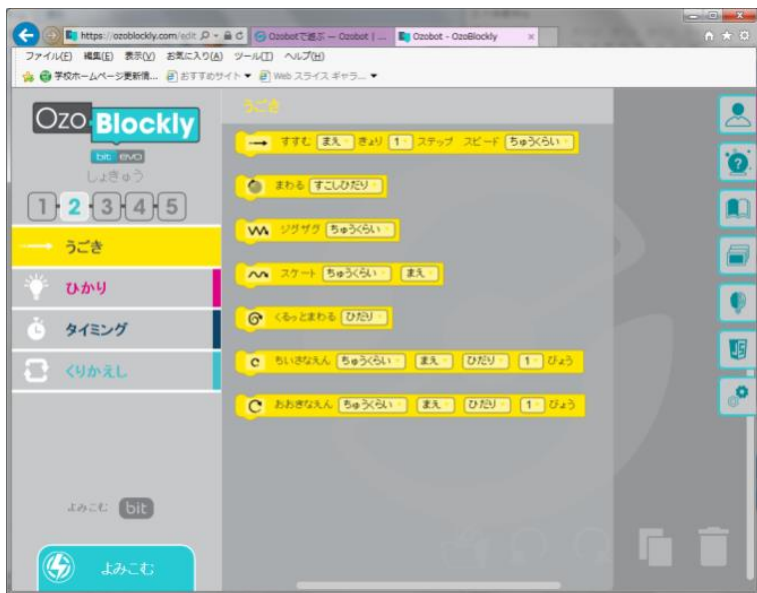 https://ozoblockly.com/edit
Ozobotで遊ぶ — Ozobot | ...
Ozobot - OzoBlockly
ファイル(F) 編集(E) 表示(V) お気に入り(A) ツール(T) ヘルプ(H)
学校ホームページ更新情... おすすめサイト Web スライス ギャラ...
OZO Blockly
bit evo
しょきゅう
1 2 3 4 5
うごき
ひかり
タイミング
くりかえし
よみこむ bit
よみこむ
うごき
すすむ まえ きょり 1 ステップ スピード ちゅうくらい
まわる すこしひだり
ジグザグ ちゅうくらい
スケート ちゅうくらい まえ
くるっとまわる ひだり
ちいさなえん ちゅうくらい まえ ひだり 1 びょう
おおきなえん ちゅうくらい まえ ひだり 1 びょう
JS